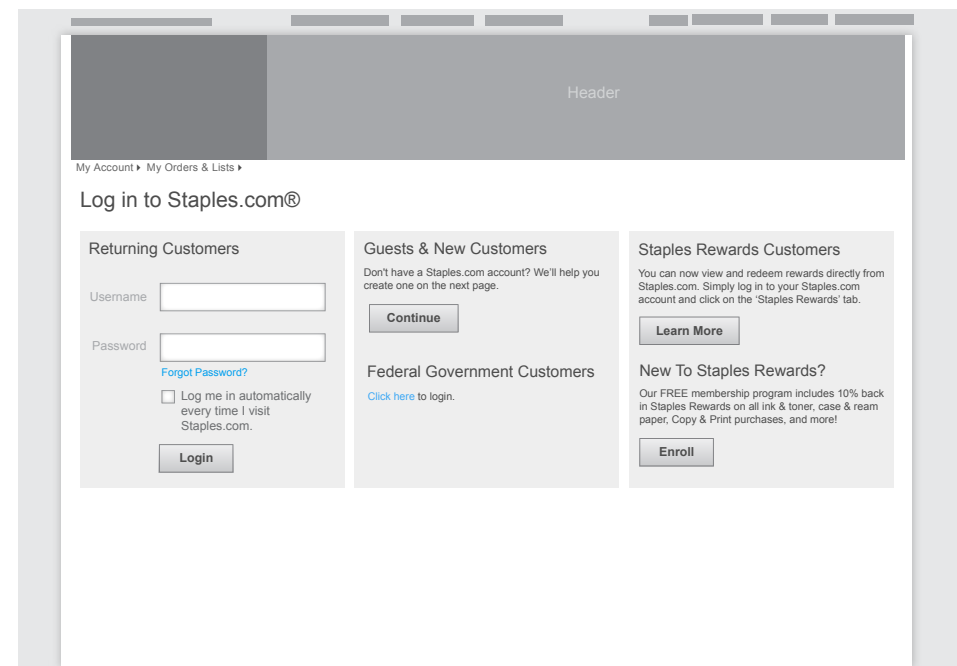 Header
My Account ▸ My Orders & Lists ▸
Log in to Staples.com®
Returning Customers
Username
Password
Forgot Password?
Log me in automatically
every time I visit
Staples.com.
Login
Guests & New Customers
Don't have a Staples.com account? We'll help you
create one on the next page.
Continue
Federal Government Customers
Click here to login.
Staples Rewards Customers
You can now view and redeem rewards directly from
Staples.com. Simply log in to your Staples.com
account and click on the ‘Staples Rewards’ tab.
Learn More
New To Staples Rewards?
Our FREE membership program includes 10% back
in Staples Rewards on all ink & toner, case & ream
paper, Copy & Print purchases, and more!
Enroll